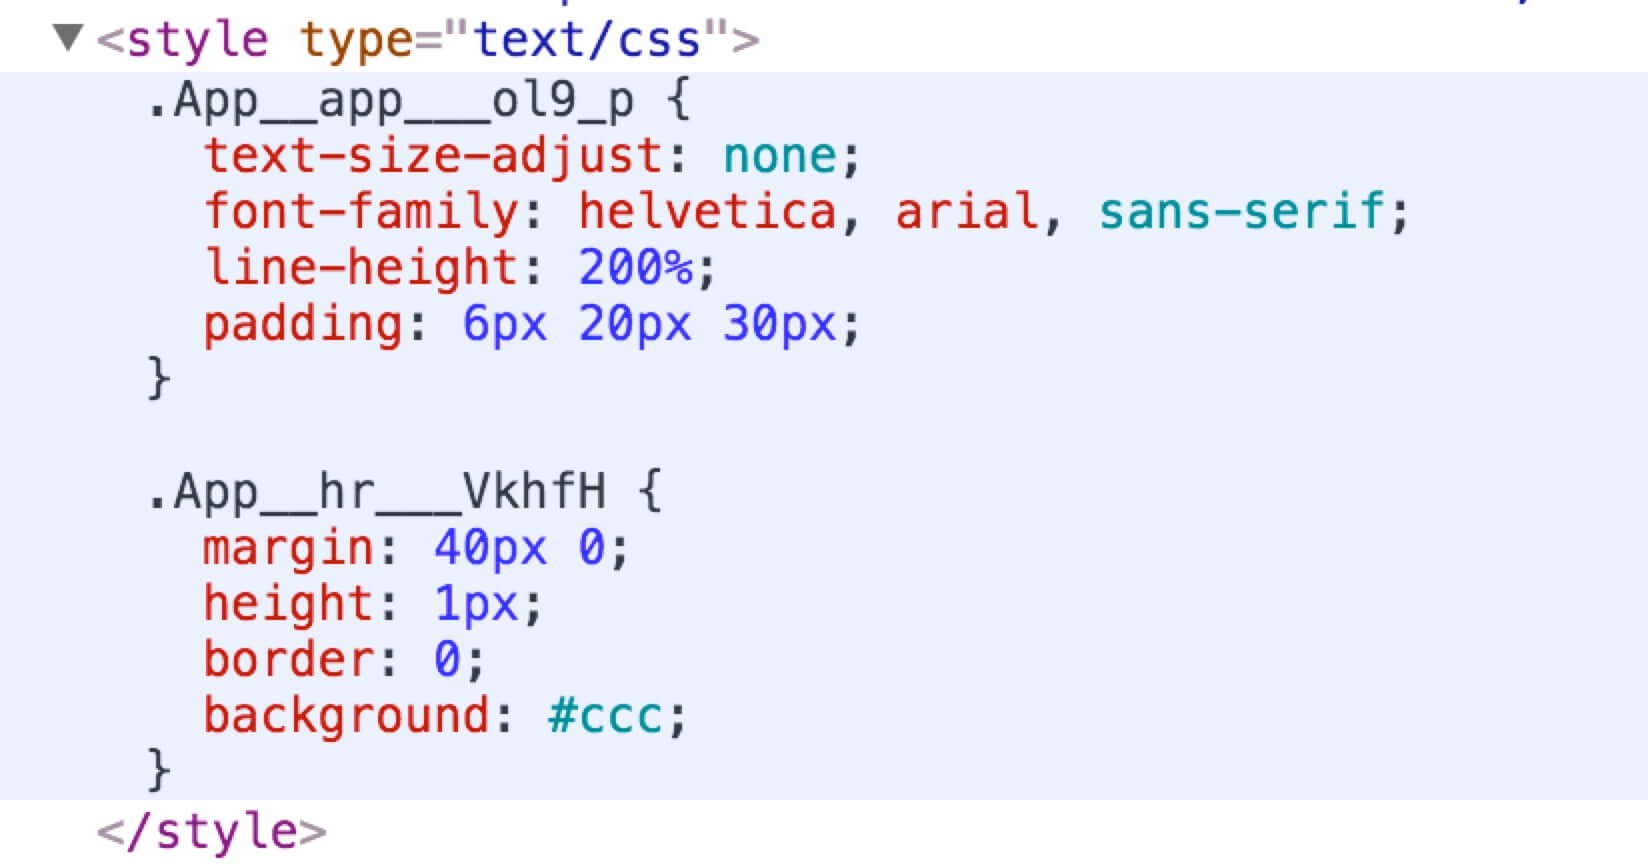 <style type="text/css">
.App__app___ol9_p {
text-size-adjust: none;
font-family: helvetica, arial, sans-serif;
line-height: 200%;
padding: 6px 20px 30px;
}
.App__hr___VkhfH {
margin: 40px 0;
height: 1px;
border: 0;
background: #ccc;
}
</style>